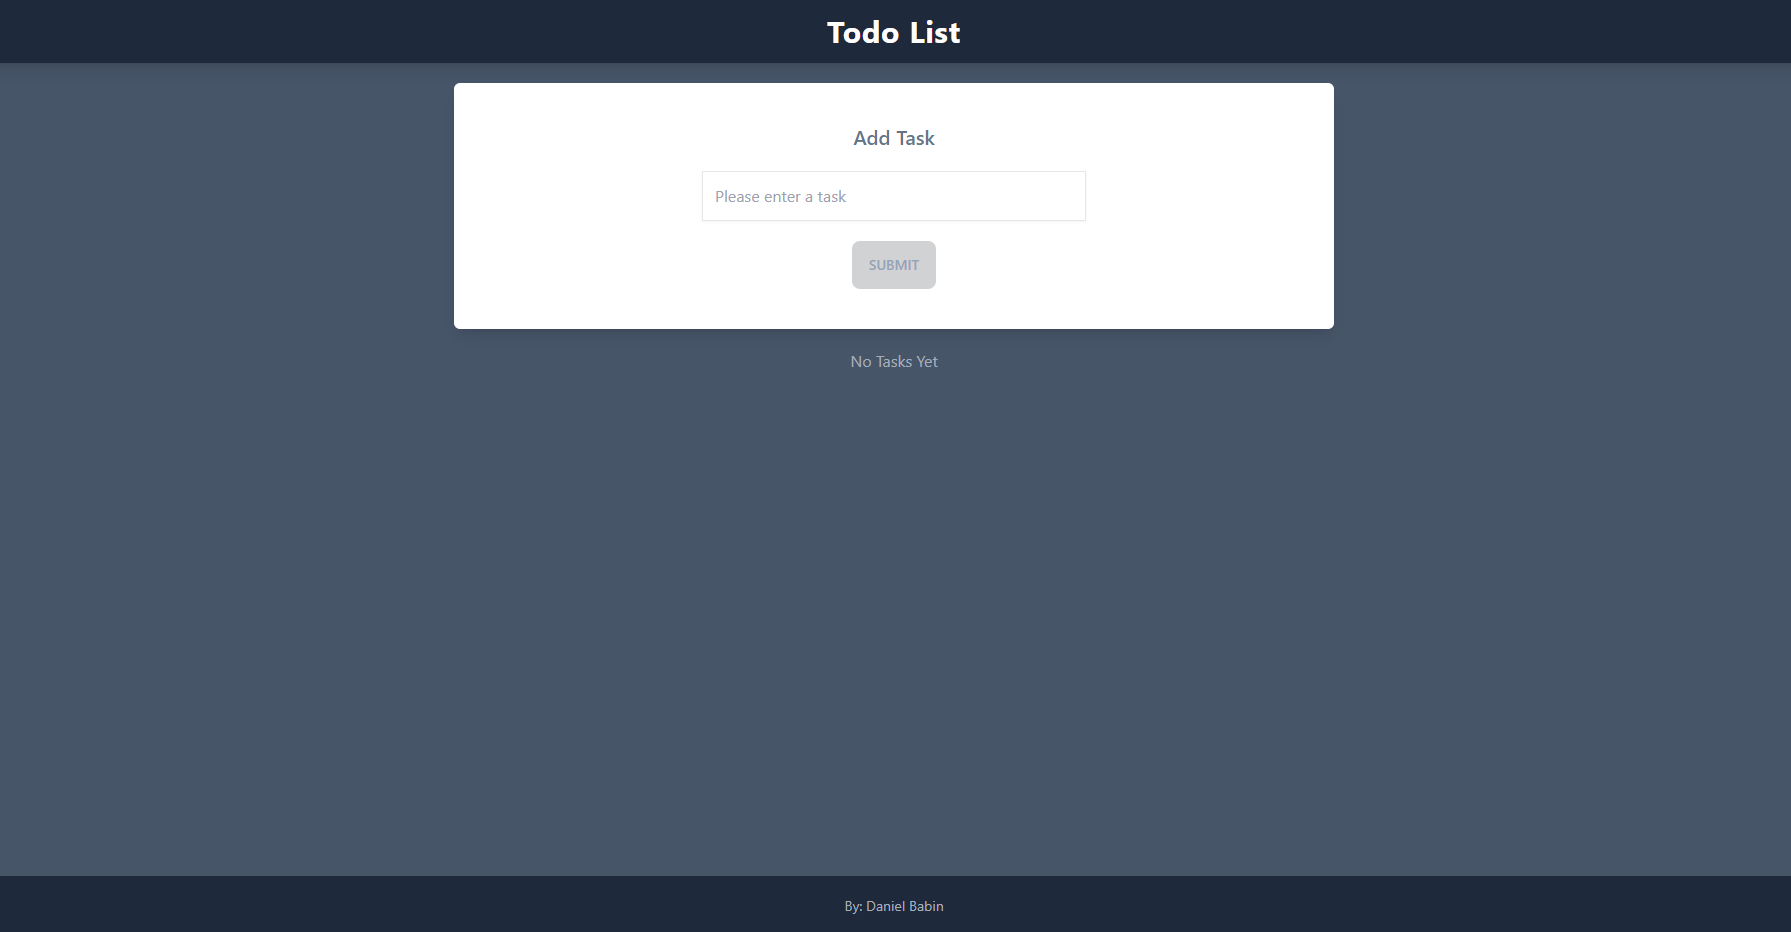 Todo List
Add Task
Please enter a task
SUBMIT
No Tasks Yet
By: Daniel Babin